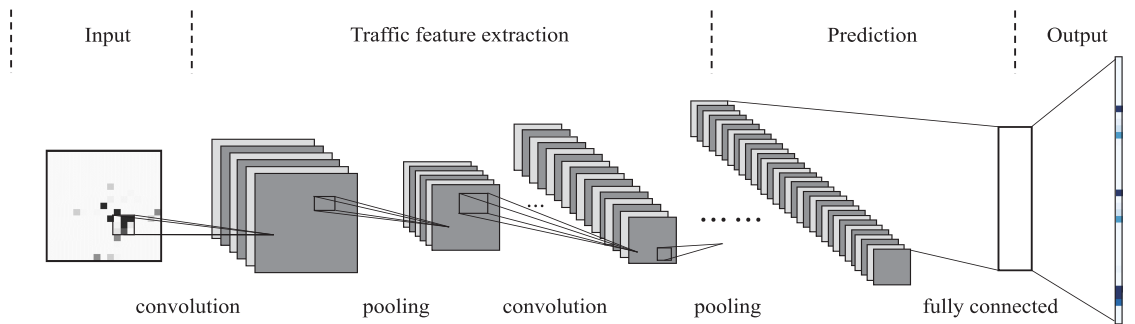 Input Traffic feature extraction Prediction Output
... ... ...
convolution pooling convolution pooling fully connected